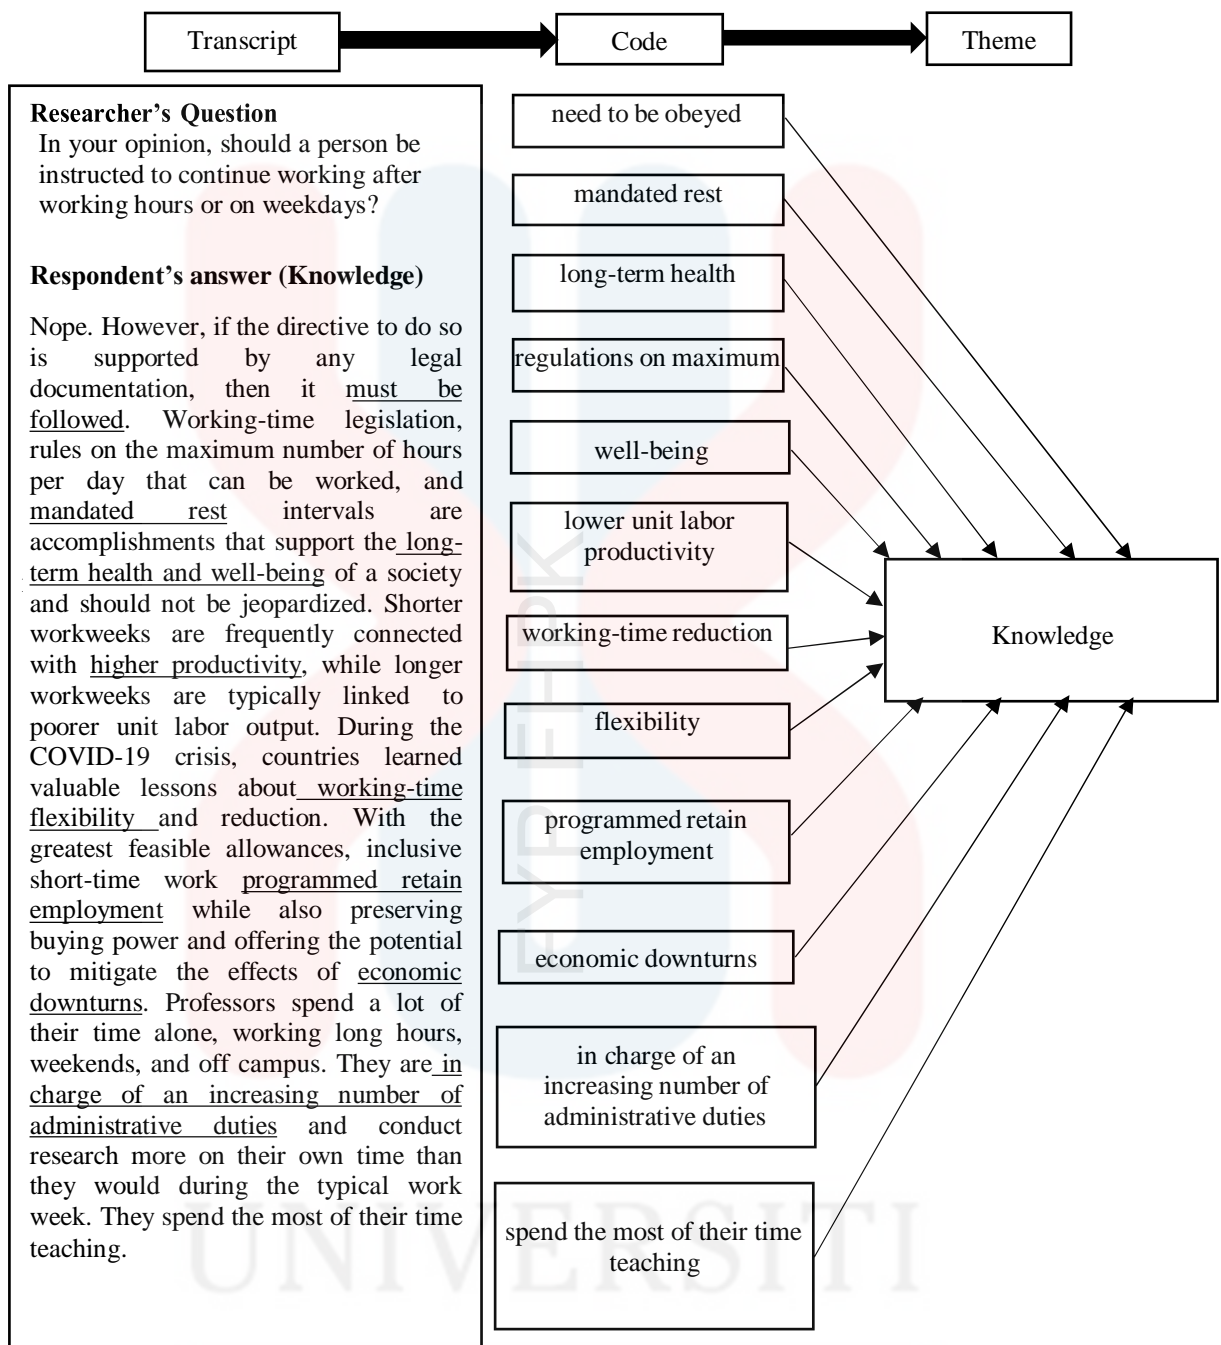 Transcript
Code
Theme
Researcher's Question
In your opinion, should a person be
instructed to continue working after
working hours or on weekdays?
Respondent's answer (Knowledge)
Nope. However, if the directive to do so
is supported by any legal
documentation, then it must be
followed. Working-time legislation,
rules on the maximum number of hours
per day that can be worked, and
mandated rest intervals are
accomplishments that support the long-
term health and well-being of a society
and should not be jeopardized. Shorter
workweeks are frequently connected
with higher productivity, while longer
workweeks are typically linked to
poorer unit labor output. During the
COVID-19 crisis, countries learned
valuable lessons about working-time
flexibility and reduction. With the
greatest feasible allowances, inclusive
short-time work programmed retain
employment while also preserving
buying power and offering the potential
to mitigate the effects of economic
downturns. Professors spend a lot of
their time alone, working long hours,
weekends, and off campus. They are in
charge of an increasing number of
administrative duties and conduct
research more on their own time than
they would during the typical work
week. They spend the most of their time
teaching.
need to be obeyed
mandated rest
long-term health
regulations on maximum
well-being
lower unit labor
productivity
working-time reduction
flexibility
programmed retain
employment
economic downturns
in charge of an
increasing number of
administrative duties
spend the most of their time
teaching
Knowledge
FYP FHPK
UNIVERSITI